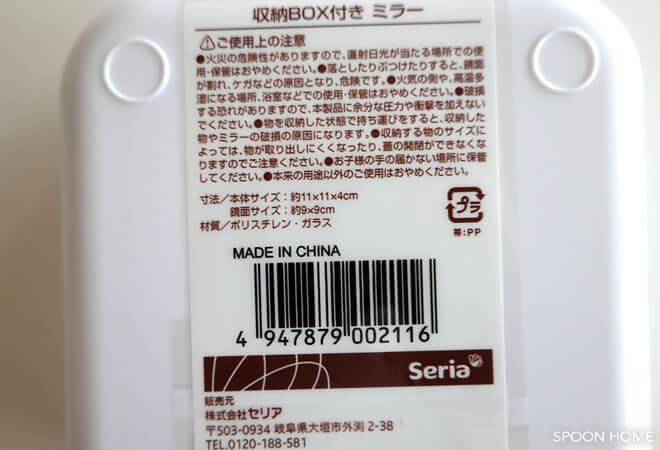 収納BOX付き ミラー
⚠ご使用上の注意
●火災の危険性がありますので、直射日光が当たる場所での使
用・保管はおやめください。●落としたりぶつけたりすると、鏡面
が割れ、ケガなどの原因となり、危険です。●火気の側や、高温多
湿になる場所、浴室などでの使用・保管はおやめください。●破損
する恐れがありますので、本製品に余分な圧力や衝撃を加えない
でください。●物を収納した状態で持ち運びをすると、収納した
物やミラーの破損の原因になります。●収納する物のサイズに
よっては、物が取り出しにくくなったり、蓋の開閉ができなくな
りますのでご注意ください。●お子様の手の届かない場所に保管
してください。●本来の用途以外のご使用はおやめください。
寸法/本体サイズ：約11×11×4cm
鏡面サイズ：約9×9cm
材質/ポリスチレン・ガラス
プラ
帯:PP
MADE IN CHINA
4 947879 002116
Seria
販売元
株式会社セリア
〒503-0934 岐阜県大垣市外渕 2-38
TEL.0120-188-581
SPOON HOME